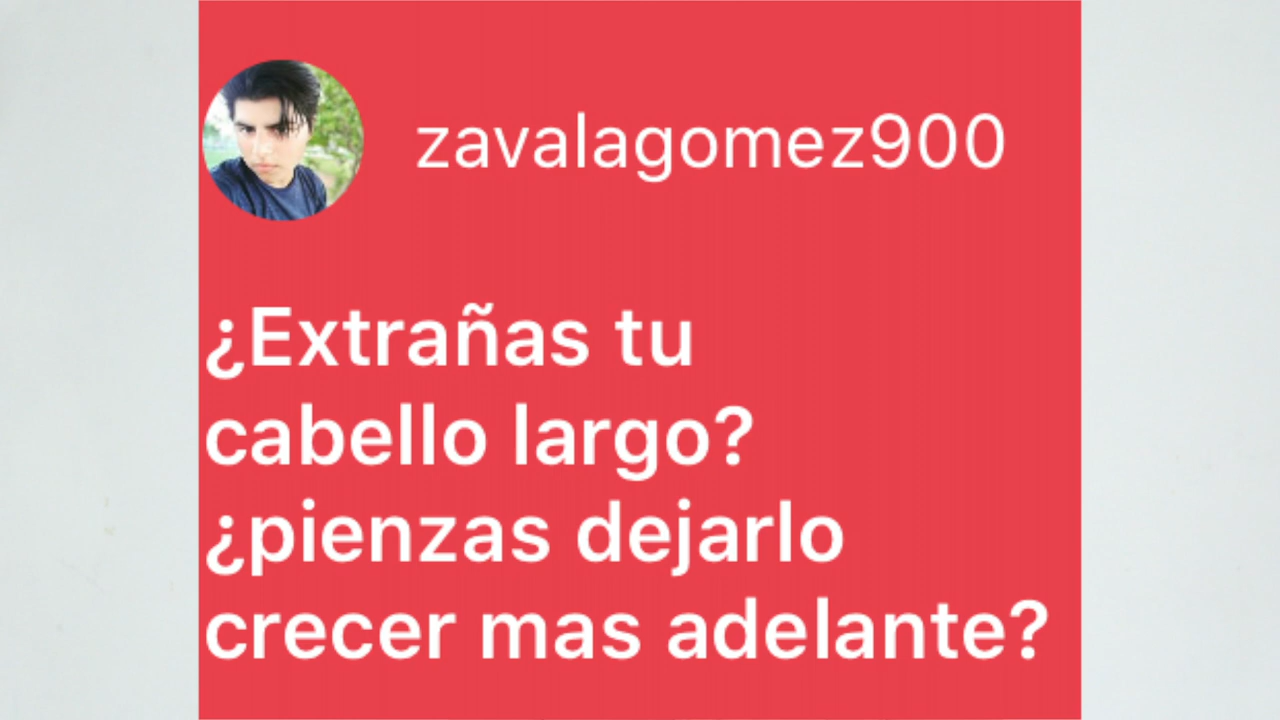 zavalagomez900
¿Extrañas tu
cabello largo?
¿pienzas dejarlo
crecer mas adelante?